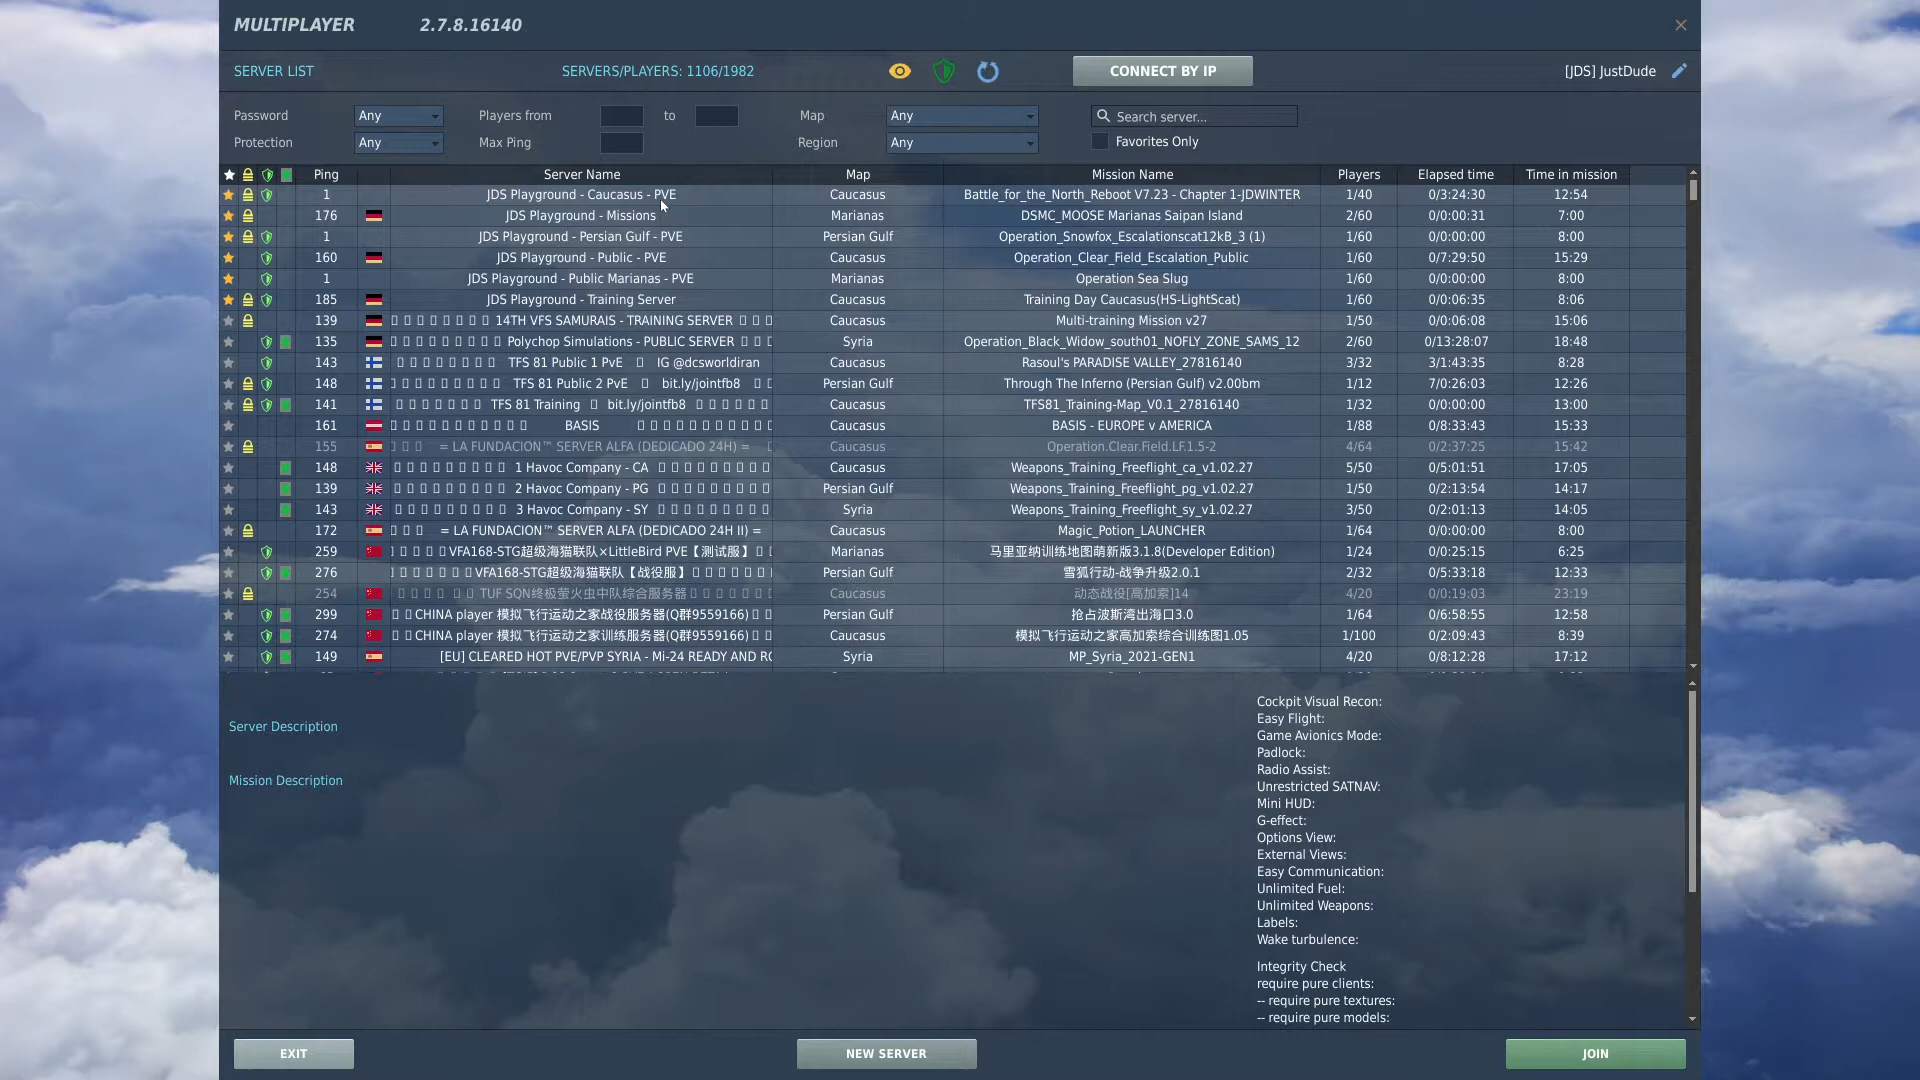 MULTIPLAYER 2.7.8.16140
SERVER LIST SERVERS/PLAYERS: 1106/1982 CONNECT BY IP [JDS] JustDude
Password Any Players from to Map Any Search server...
Protection Any Max Ping Region Any Favorites Only
Ping Server Name Map Mission Name Players Elapsed time Time in mission
1 JDS Playground - Caucasus - PVE Caucasus Battle_for_the_North_Reboot V7.23 - Chapter 1-JDWINTER 1/40 0/3:24:30 12:54
176 JDS Playground - Missions Marianas DSMC_MOOSE Marianas Saipan Island 2/60 0/0:00:31 7:00
1 JDS Playground - Persian Gulf - PVE Persian Gulf Operation_Snowfox_Escalationscat12kB_3 (1) 1/60 0/0:00:00 8:00
160 JDS Playground - Public - PVE Caucasus Operation_Clear_Field_Escalation_Public 1/60 0/7:29:50 15:29
1 JDS Playground - Public Marianas - PVE Marianas Operation Sea Slug 1/60 0/0:00:00 8:00
185 JDS Playground - Training Server Caucasus Training Day Caucasus(HS-LightScat) 1/60 0/0:06:35 8:06
139 14TH VFS SAMURAIS - TRAINING SERVER Caucasus Multi-training Mission v27 1/50 0/0:06:08 15:06
135 Polychop Simulations - PUBLIC SERVER Syria Operation_Black_Widow_south01_NOFLY_ZONE_SAMS_12 2/60 0/13:28:07 18:48
143 TFS 81 Public 1 PvE IG @dcsworldiran Caucasus Rasoul's PARADISE VALLEY_27816140 3/32 3/1:43:35 8:28
148 TFS 81 Public 2 PvE bit.ly/jointfb8 Persian Gulf Through The Inferno (Persian Gulf) v2.00bm 1/12 7/0:26:03 12:26
141 TFS 81 Training bit.ly/jointfb8 Caucasus TFS81_Training-Map_V0.1_27816140 1/32 0/0:00:00 13:00
161 BASIS Caucasus BASIS - EUROPE v AMERICA 1/88 0/8:33:43 15:33
155 = LA FUNDACION™ SERVER ALFA (DEDICADO 24H) = Caucasus Operation.Clear.Field.LF.1.5-2 4/64 0/2:37:25 15:42
148 1 Havoc Company - CA Caucasus Weapons_Training_Freeflight_ca_v1.02.27 5/50 0/5:01:51 17:05
139 2 Havoc Company - PG Persian Gulf Weapons_Training_Freeflight_pg_v1.02.27 1/50 0/2:13:54 14:17
143 3 Havoc Company - SY Syria Weapons_Training_Freeflight_sy_v1.02.27 3/50 0/2:01:13 14:05
172 = LA FUNDACION™ SERVER ALFA (DEDICADO 24H II) = Caucasus Magic_Potion_LAUNCHER 1/64 0/0:00:00 8:00
259 VFA168-STG超级海猫联队×LittleBird PVE【测试服】 Marianas 马里亚纳训练地图萌新版3.1.8(Developer Edition) 1/24 0/0:25:15 6:25
276 VFA168-STG超级海猫联队【战役服】 Persian Gulf 雪狐行动-战争升级2.0.1 2/32 0/5:33:18 12:33
254 TUF SQN终极萤火虫中队综合服务器 Caucasus 动态战役[高加索]14 4/20 0/0:19:03 23:19
299 CHINA player 模拟飞行运动之家战役服务器(Q群9559166) Persian Gulf 抢占波斯湾出海口3.0 1/64 0/6:58:55 12:58
274 CHINA player 模拟飞行运动之家训练服务器(Q群9559166) Caucasus 模拟飞行运动之家高加索综合训练图1.05 1/100 0/2:09:43 8:39
149 [EU] CLEARED HOT PVE/PVP SYRIA - Mi-24 READY AND Syria MP_Syria_2021-GEN1 4/20 0/8:12:28 17:12
Server Description
Mission Description
Cockpit Visual Recon:
Easy Flight:
Game Avionics Mode:
Padlock:
Radio Assist:
Unrestricted SATNAV:
Mini HUD:
G-effect:
Options View:
External Views:
Easy Communication:
Unlimited Fuel:
Unlimited Weapons:
Labels:
Wake turbulence:
Integrity Check
require pure clients:
-- require pure textures:
-- require pure models:
EXIT NEW SERVER JOIN